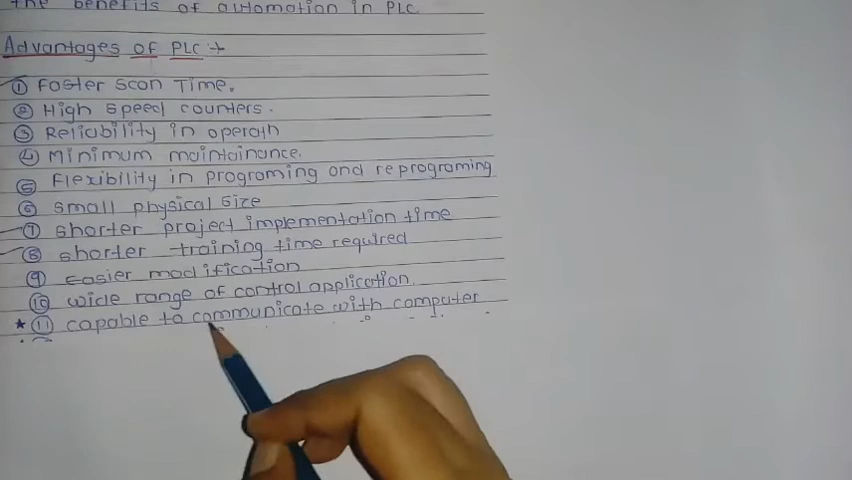 The benefits of automation in PLC
Advantages of PLC :-
① Faster scan Time.
② High speed counters.
③ Reliability in operatn
④ Minimum maintainance.
⑤ Flexibility in programing and reprograming
⑥ small physical size
⑦ shorter project implementation time
⑧ shorter training time required
⑨ Easier modification
⑩ wide range of control application.
★ ⑪ capable to communicate with computer